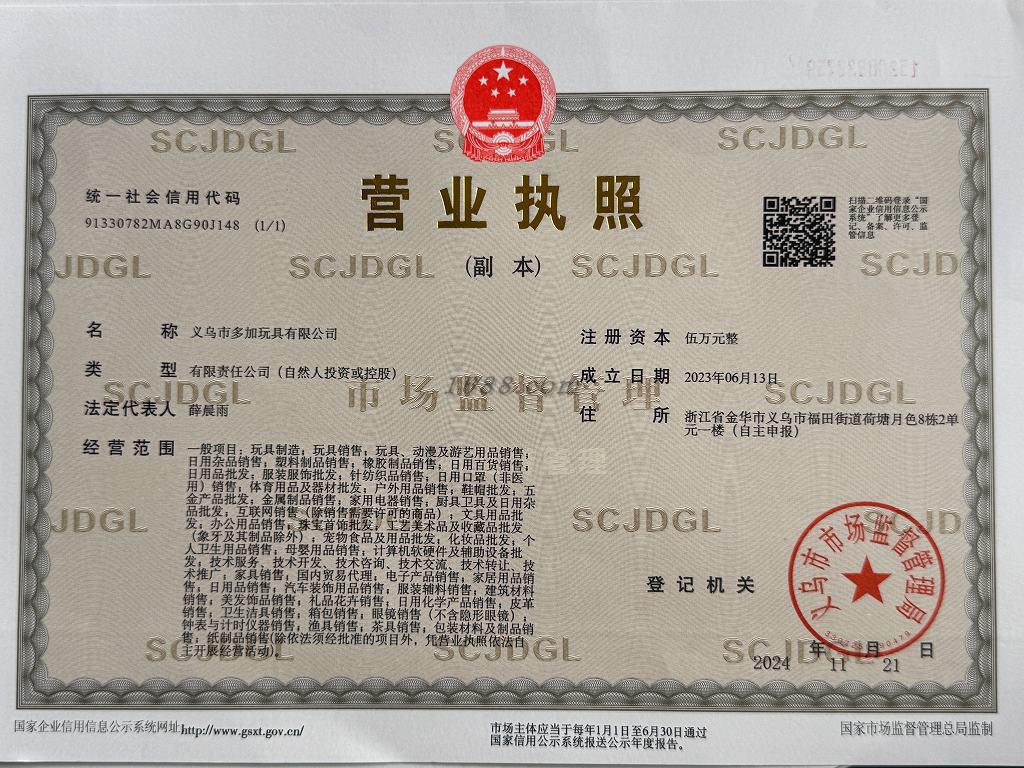 SCJDGL SCJDGL SCJDGL
统一社会信用代码
91330782MA8G90J148 (1/1)
营业执照
(副 本)
扫描二维码登录“国
家企业信用信息公示
系统”了解更多登
记、备案、许可、监
管信息
JDGL SCJDGL SCJDGL SCJD
名 称 义乌市多加玩具有限公司
类 型 有限责任公司（自然人投资或控股）
法定代表人 薛晨雨
注册资本 伍万元整
成立日期 2023年06月13日
住 所 浙江省金华市义乌市福田街道荷塘月色8栋2单
元一楼（自主申报）
SCJDGL 市场监督管理 SCJDGL
1W88.com
经营范围 一般项目：玩具制造；玩具销售；玩具、动漫及游艺用品销售；
日用杂品销售；塑料制品销售；橡胶制品销售；日用百货销售；
日用品批发；服装服饰批发；针纺织品销售；日用口罩（非医
用）销售；体育用品及器材批发；户外用品销售；鞋帽批发；五
金产品批发；金属制品销售；家用电器销售；厨具卫具及日用杂
品批发；互联网销售（除销售需要许可的商品）；文具用品批
发；办公用品销售；珠宝首饰批发；工艺美术品及收藏品批发
（象牙及其制品除外）；宠物食品及用品批发；化妆品批发；个
人卫生用品销售；母婴用品销售；计算机软硬件及辅助设备批
发；技术服务、技术开发、技术咨询、技术交流、技术转让、技
术推广；家具销售；国内贸易代理；电子产品销售；家居用品销
售；日用品销售；汽车装饰用品销售；服装辅料销售；建筑材料
销售；美发饰品销售；礼品花卉销售；日用化学产品销售；皮革
销售；卫生洁具销售；箱包销售；眼镜销售（不含隐形眼镜）；
钟表与计时仪器销售；渔具销售；茶具销售；包装材料及制品销
售；纸制品销售(除依法须经批准的项目外，凭营业执照依法自
主开展经营活动)。
JDGL SCJDGL SCJDGL
登记机关
义乌市市场监督管理局
2024 年 11 月 21 日
SCJDGL SCJDGL SCJDGL
国家企业信用信息公示系统网址:http://www.gsxt.gov.cn/
市场主体应当于每年1月1日至6月30日通过
国家信用公示系统报送公示年度报告。
国家市场监督管理总局监制